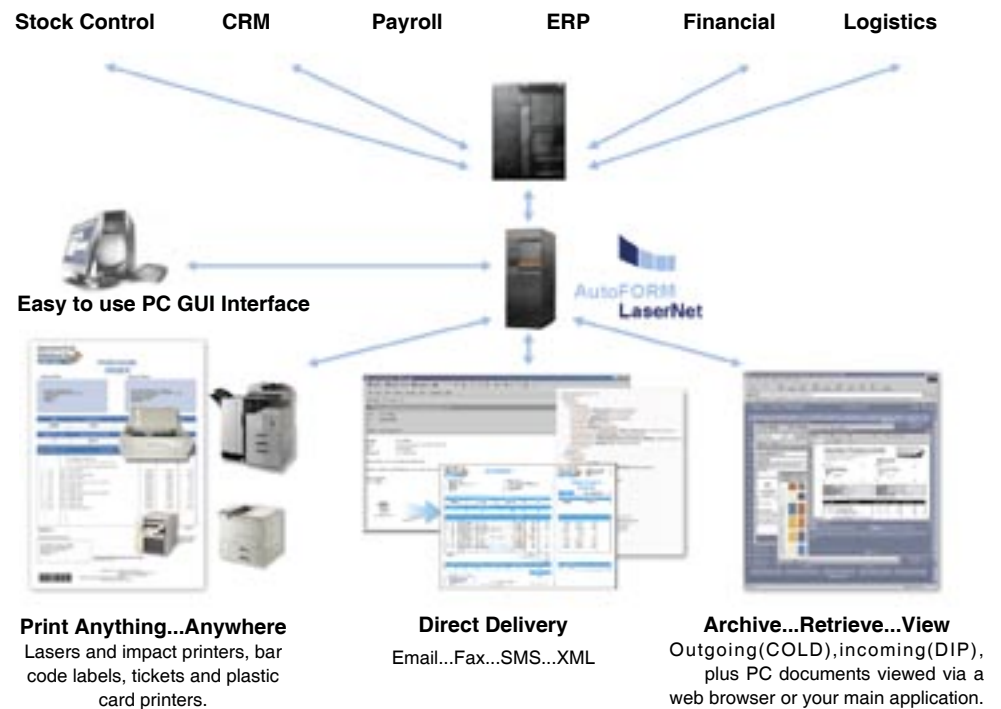 Stock Control CRM Payroll ERP Financial Logistics
AutoFORM
LaserNet
Easy to use PC GUI Interface
Print Anything...Anywhere
Lasers and impact printers, bar
code labels, tickets and plastic
card printers.
Direct Delivery
Email...Fax...SMS...XML
Archive...Retrieve...View
Outgoing(COLD),incoming(DIP),
plus PC documents viewed via a
web browser or your main application.